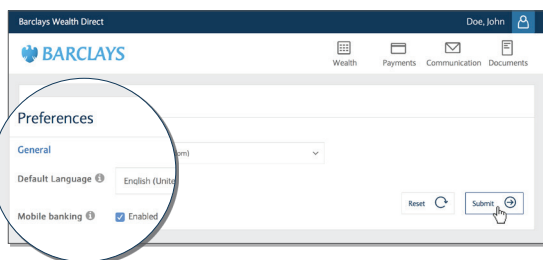 Barclays Wealth Direct
Doe, John
BARCLAYS
Wealth
Payments
Communication
Documents
Preferences
General
om)
Default Language
English (Unite
Reset
Submit
Mobile banking
Enabled